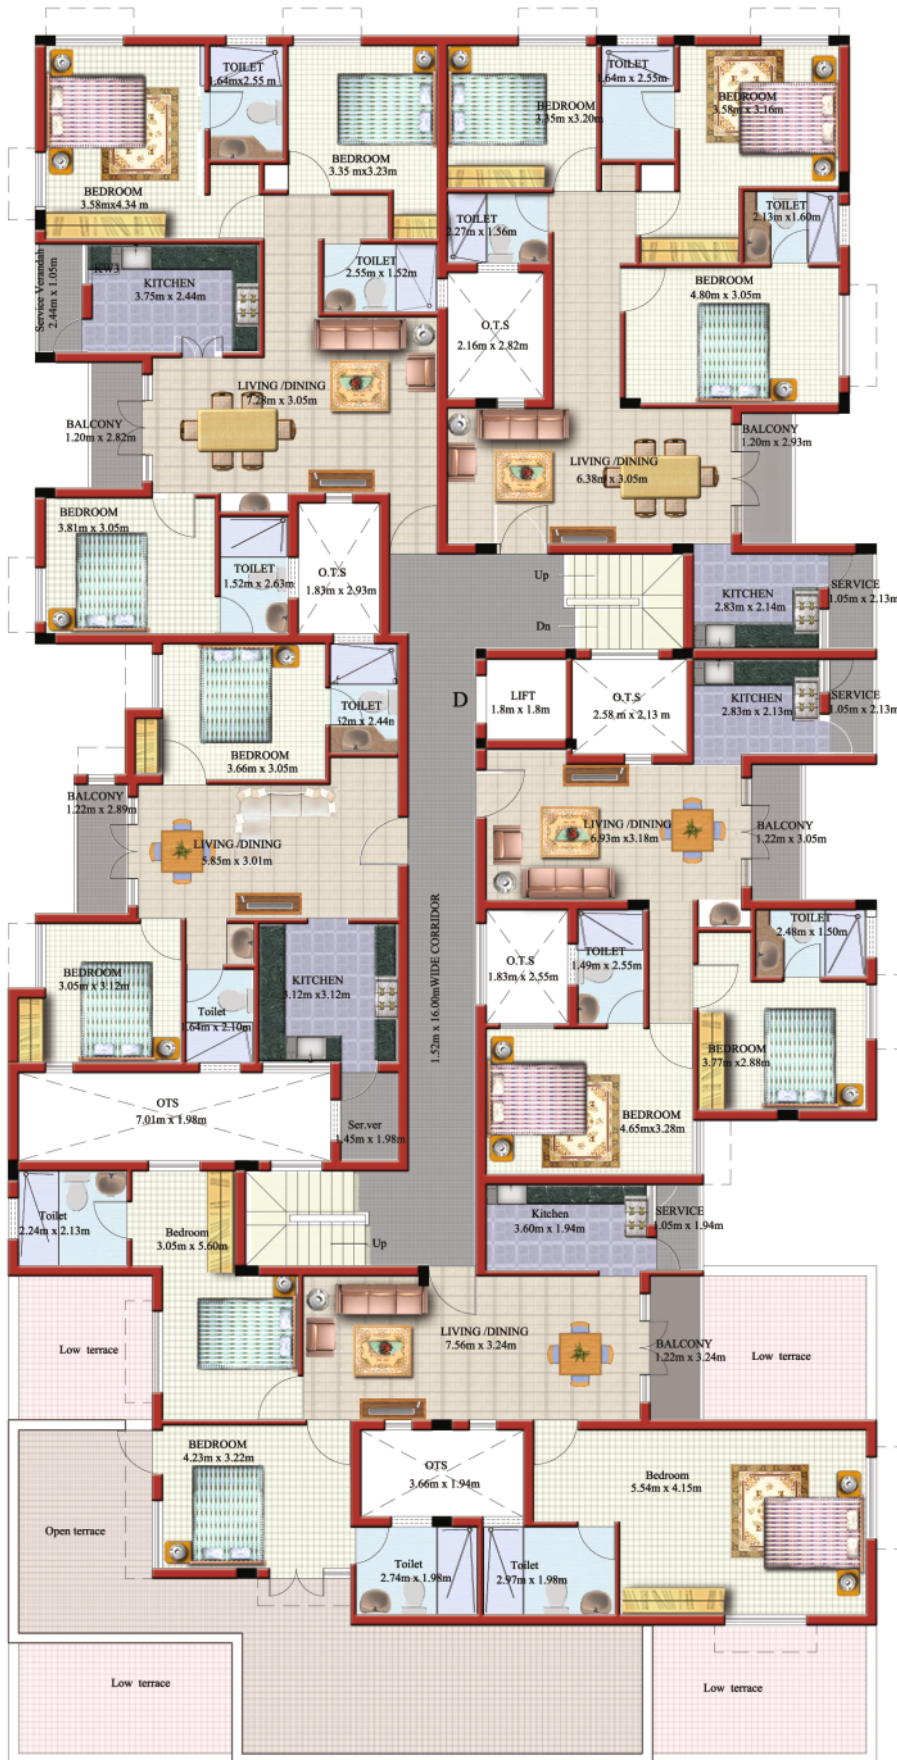 TOILET
1.64mx2.55 m
BEDROOM
3.58mx4.34 m
BEDROOM
3.35 mx3.23m
BEDROOM
3.35m x3.20m
TOILET
1.64m x 2.55m
BEDROOM
3.58m x 3.16m
TOILET
2.27m x 1.56m
TOILET
2.13m x1.60m
Service Verandah
2.44m x 1.05m
KW3
KITCHEN
3.75m x 2.44m
TOILET
2.55m x 1.52m
O.T.S
2.16m x 2.82m
BEDROOM
4.80m x 3.05m
LIVING /DINING
7.28m x 3.05m
BALCONY
1.20m x 2.82m
LIVING /DINING
6.38m x 3.05m
BALCONY
1.20m x 2.93m
BEDROOM
3.81m x 3.05m
TOILET
1.52m x 2.63m
O.T.S
1.83m x 2.93m
Up
Dn
KITCHEN
2.83m x 2.14m
SERVICE
1.05m x 2.13m
BEDROOM
3.66m x 3.05m
TOILET
52m x 2.44n
D
LIFT
1.8m x 1.8m
O.T.S
2.58 m x 2,13 m
KITCHEN
2.83m x 2.13m
SERVICE
1.05m x 2.13m
BALCONY
1.22m x 2.89m
LIVING /DINING
5.85m x 3.01m
LIVING /DINING
6.93m x3.18m
BALCONY
1.22m x 3.05m
1.52m x 16.00mWIDE CORRIDOR
BEDROOM
3.05m x 3.12m
Toilet
1.64m x 2.10m
KITCHEN
3.12m x3.12m
O.T.S
1.83m x 2.55m
TOILET
1.49m x 2.55m
TOILET
2.48m x 1.50m
BEDROOM
3.77m x2.88m
BEDROOM
4.65mx3.28m
OTS
7.01m x 1.98m
Ser.ver
1.45m x 1.98m
Toilet
2.24m x 2.13m
Bedroom
3.05m x 5.60m
Up
Kitchen
3.60m x 1.94m
SERVICE
1.05m x 1.94m
Low terrace
LIVING /DINING
7.56m x 3.24m
BALCONY
1.22m x 3.24m
Low terrace
BEDROOM
4.23m x 3.22m
OTS
3.66m x 1.94m
Bedroom
5.54m x 4.15m
Open terrace
Toilet
2.74m x 1.98m
Toilet
2.97m x 1.98m
Low terrace
Low terrace